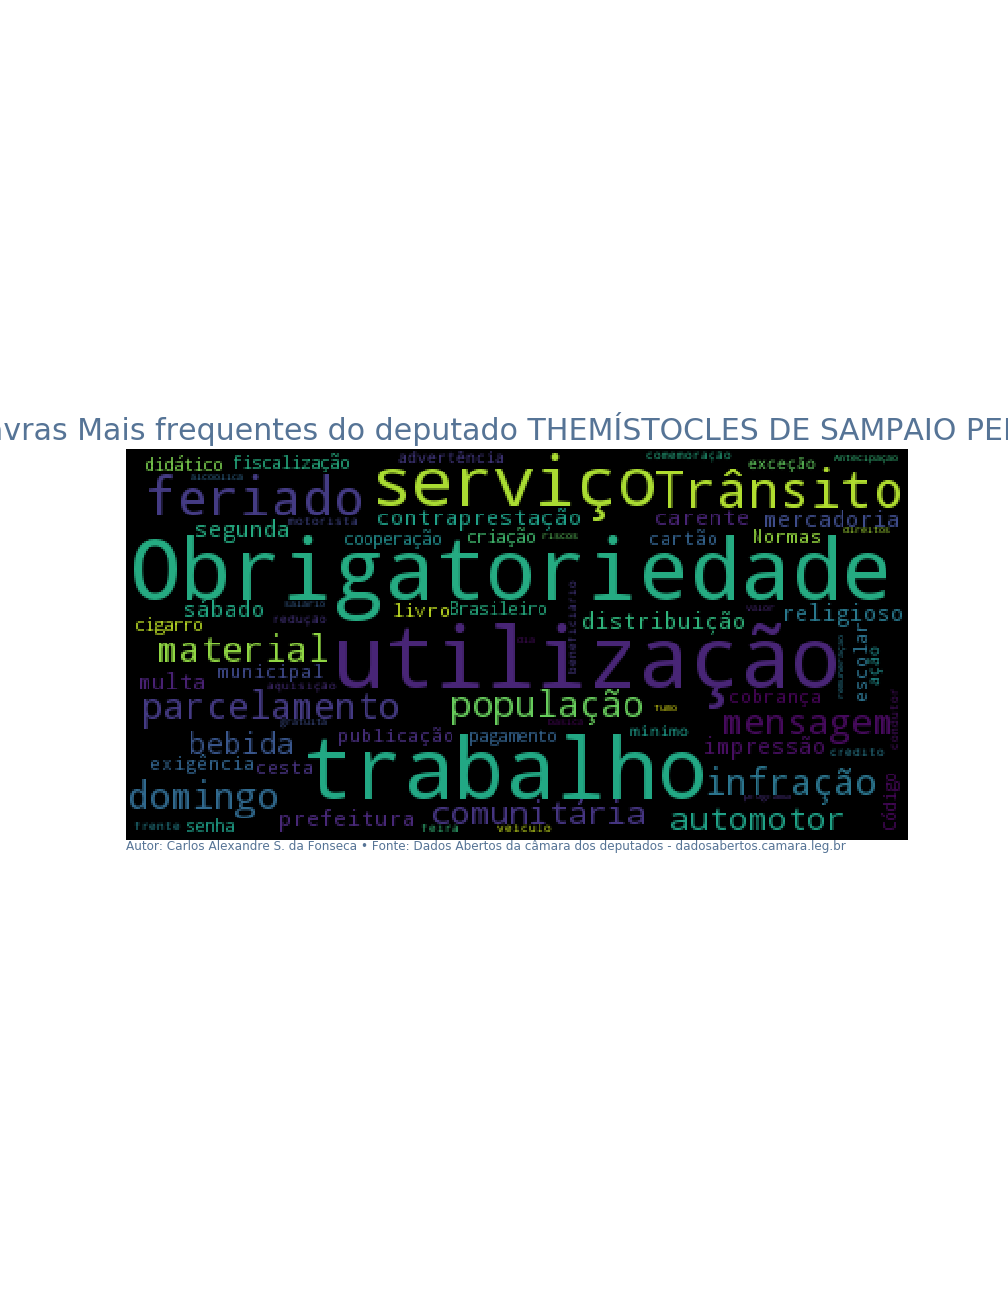 avras Mais frequentes do deputado THEMÍSTOCLES DE SAMPAIO PE
didático
fiscalização
advertência
comemoração
exceção
Antecipação
alcoólica
feriado
serviço
Trânsito
segunda
motorista
contraprestação
carente
mercadoria
cooperação
criação
riscos
cartão
Normas
direitos
Obrigatoriedade
sábado
salário
livro
Brasileiro
beneficiário
valor
religioso
cigarro
redução
distribuição
material
utilização
remuneração
escolar
ação
municipal
multa
aquisição
parcelamento
população
fumo
cobrança
condutor
gratuita
mensagem
bebida
publicação
pagamento
mínimo
impressão
crédito
exigência
cesta
trabalho
infração
domingo
Código
prefeitura
comunitária
automotor
frente
senha
feira
veículo
Autor: Carlos Alexandre S. da Fonseca • Fonte: Dados Abertos da câmara dos deputados - dadosabertos.camara.leg.br